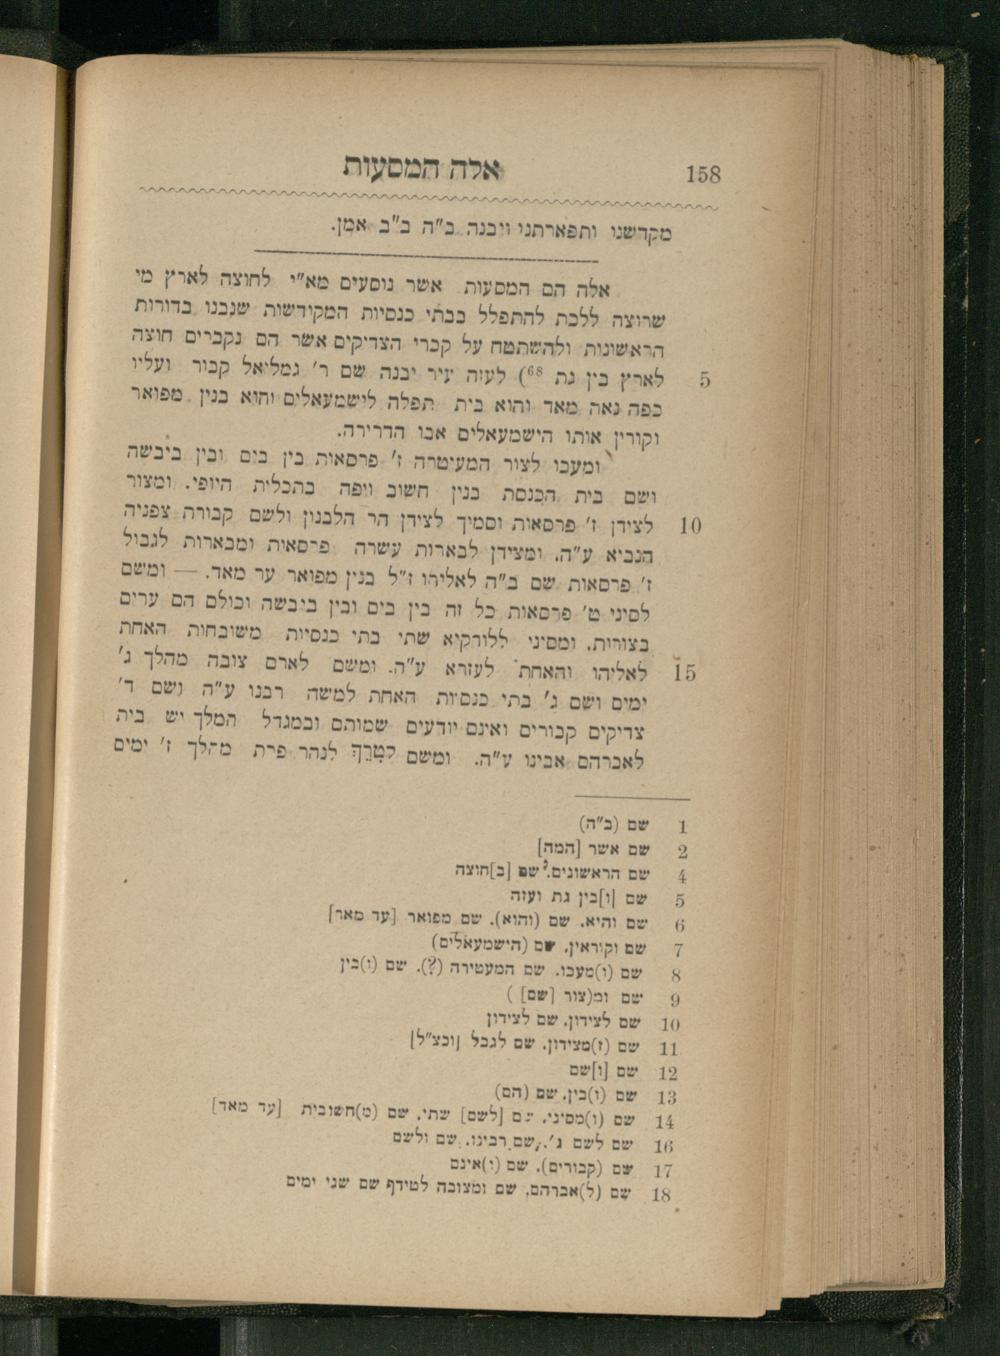 158 אלה המסעות
מקדשנו ותפארתנו ויבנה ב"ה ב"ב אמן.
אלה הם המסעות אשר נוסעים מא"י לחוצה לארץ מי
שרוצה ללכת להתפלל בבתי כנסיות המקודשות שנבנו בדורות
הראשונות ולהשתטח על קברי הצדיקים אשר הם נקברים חוצה
5 לארץ בין גת 68) לעזה עיר יבנה שם ר' גמליאל קבור ועליו
כפה נאה מאד והוא בית תפלה לישמעאלים והוא בנין מפואר
וקורין אותו הישמעאלים אבו הדרירה.
ומעכו לצור המעיטרה ז' פרסאות בין בים ובין ביבשה
ושם בית הכנסת בנין חשוב ויפה בתכלית היופי. ומצור
10 לצידן ז' פרסאות וסמיך לצידן הר הלבנון ולשם קבורת צפניה
הנביא ע"ה. ומצידן לבארות עשרה פרסאות ומבארות לגבול
ז' פרסאות שם ב"ה לאליהו ז"ל בנין מפואר ער מאד. — ומשם
לסיני ט' פרסאות כל זה בין בים ובין ביבשה וכולם הם ערים
בצורות. ומסיני ללודקיא שתי בתי כנסיות משובחות האחת
15 לאליהו והאחת לעזרא ע"ה. ומשם לארם צובה מהלך ג'
ימים ושם ג' בתי כנסיות האחת למשה רבנו ע"ה ושם ד'
צדיקים קבורים ואינם יודעים שמותם ובמגדל המלך יש בית
לאברהם אבינו ע"ה. ומשם לנהר פרת מהלך ז' ימים
1 שם (ב"ה)
2 שם אשר [המה]
4 שם הראשונים. שם [ב]חוצה
5 שם [ו]בין גת ועזה
6 שם והיא. שם (והוא). שם מפואר [עד מאד]
7 שם וקוראין. שם (הישמעאלים)
8 שם (ו)מעכו. שם המעטירה (?). שם (ו)בין
9 שם ומ(צור [שם] )
10 שם לצידון. שם לצידון
11 שם (ו)מצידון. שם לגבל [וכצ"ל]
12 שם [ו]שם
13 שם (ו)בין. שם (הם)
14 שם (ו)מסיני. שם [לשם] שתי. שם (מ)חשובית [עד מאד]
16 שם לשם ג'. שם רבינו. שם ולשם
17 שם (קבורים). שם (ו)אינם
18 שם (ל)אברהם. שם ומצובה לטידף שם שני ימים